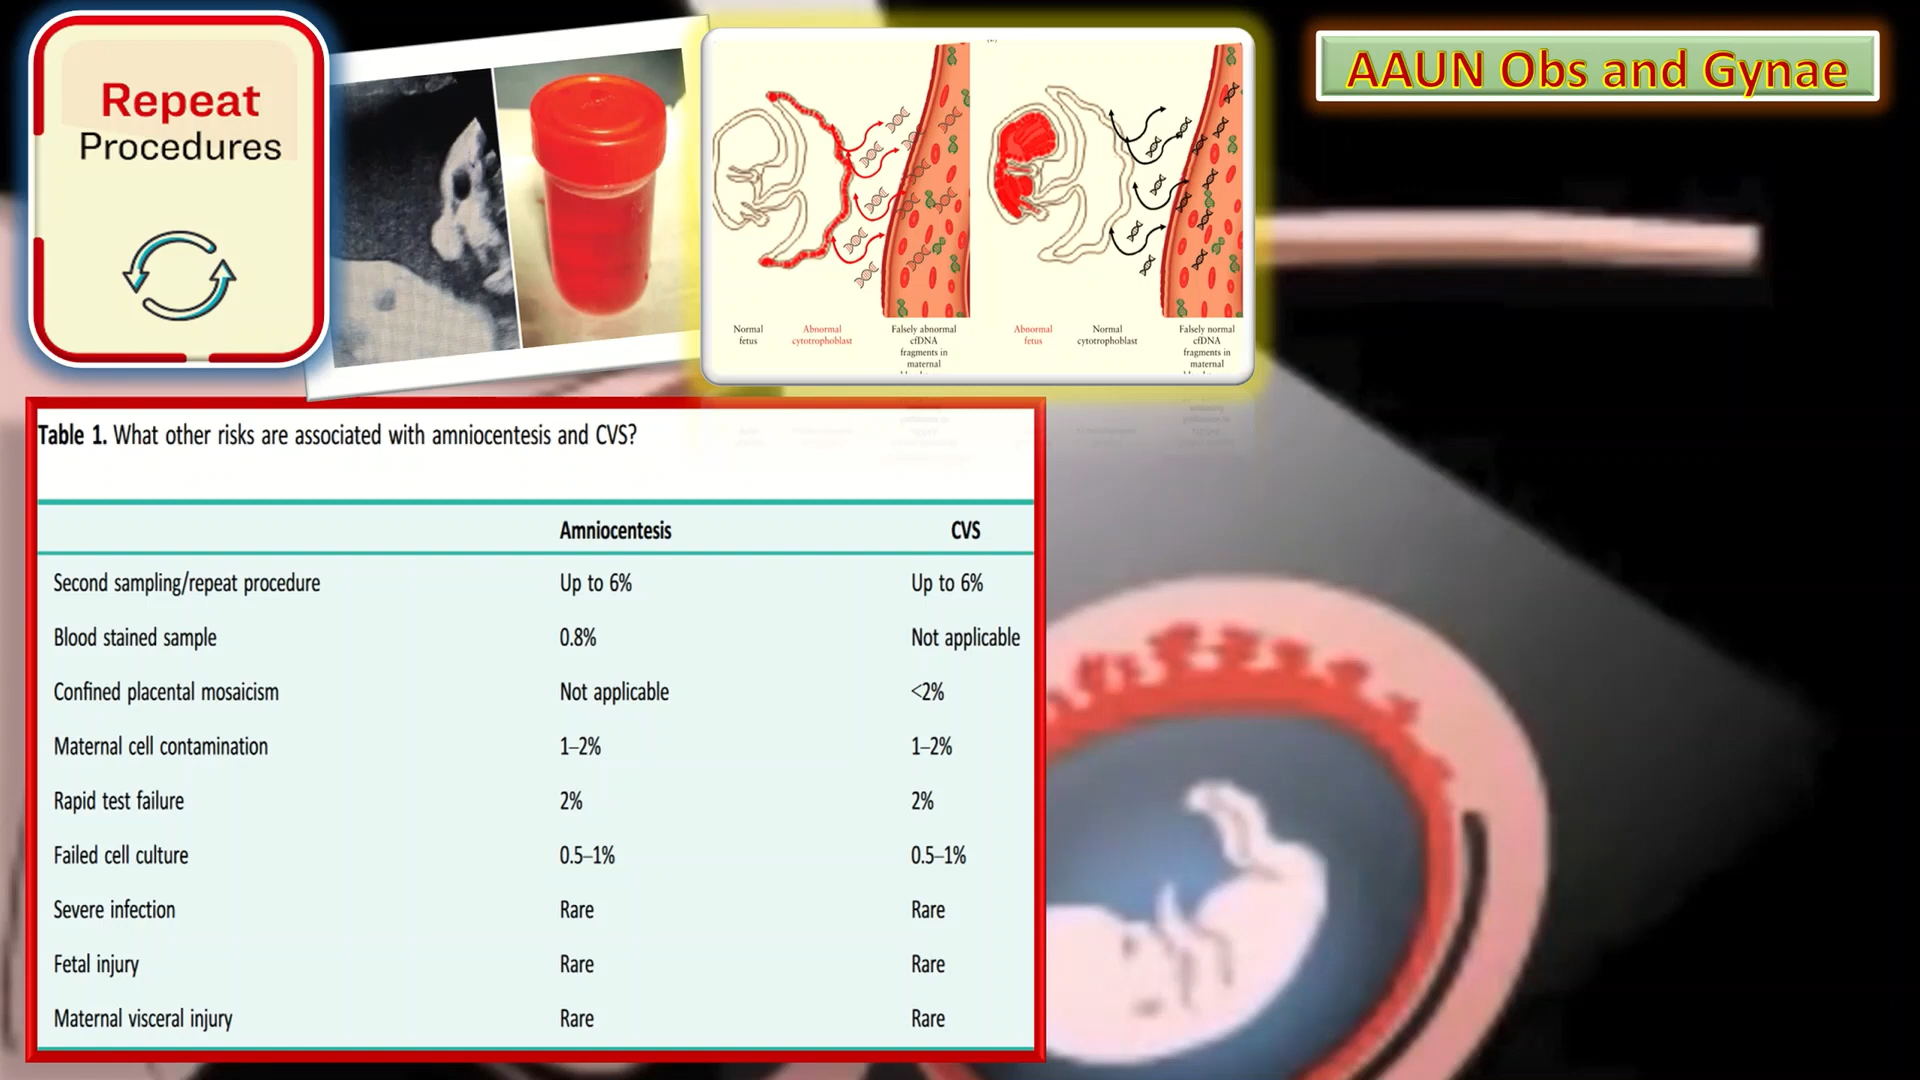 Repeat
Procedures
AAUN Obs and Gynae
Normal
fetus
Abnormal
cytotrophoblast
Falsely abnormal
cfDNA
fragments in
maternal
Abnormal
fetus
Normal
cytotrophoblast
Falsely normal
cfDNA
fragments in
maternal
Table 1. What other risks are associated with amniocentesis and CVS?
Amniocentesis CVS
Second sampling/repeat procedure Up to 6% Up to 6%
Blood stained sample 0.8% Not applicable
Confined placental mosaicism Not applicable <2%
Maternal cell contamination 1–2% 1–2%
Rapid test failure 2% 2%
Failed cell culture 0.5–1% 0.5–1%
Severe infection Rare Rare
Fetal injury Rare Rare
Maternal visceral injury Rare Rare